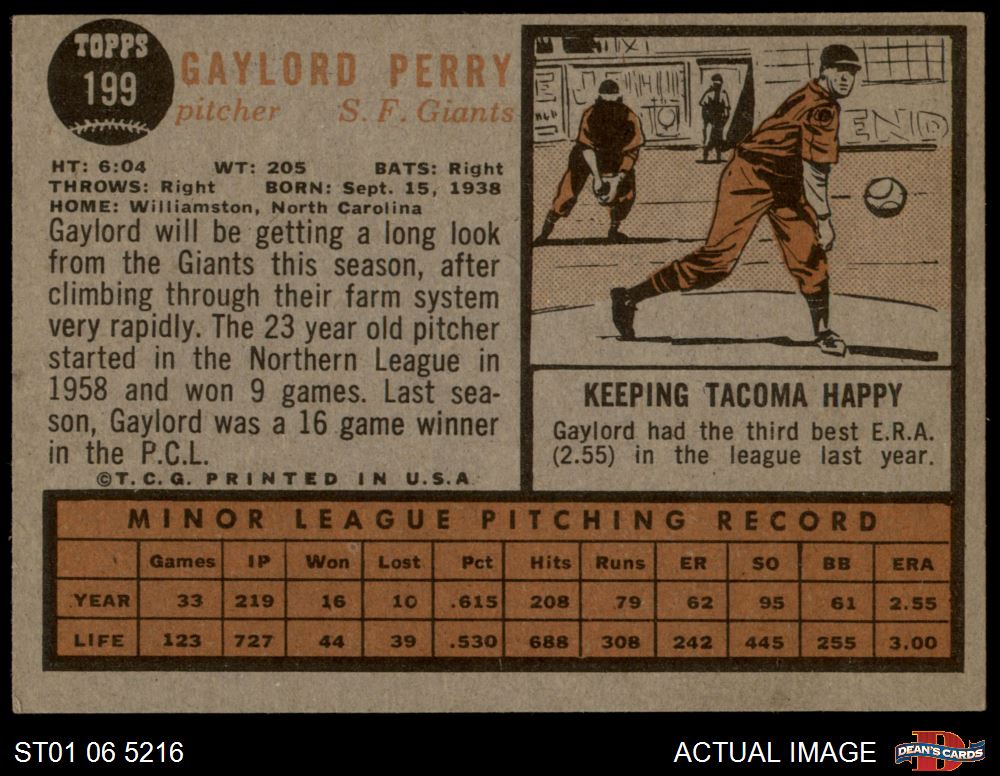 TOPPS
199
GAYLORD PERRY
pitcher S. F. Giants
HT: 6:04 WT: 205 BATS: Right
THROWS: Right BORN: Sept. 15, 1938
HOME: Williamston, North Carolina
Gaylord will be getting a long look
from the Giants this season, after
climbing through their farm system
very rapidly. The 23 year old pitcher
started in the Northern League in
1958 and won 9 games. Last sea-
son, Gaylord was a 16 game winner
in the P.C.L.
©T.C.G. PRINTED IN U.S.A.
END
KEEPING TACOMA HAPPY
Gaylord had the third best E.R.A.
(2.55) in the league last year.
MINOR LEAGUE PITCHING RECORD
Games IP Won Lost Pct Hits Runs ER SO BB ERA
YEAR 33 219 16 10 .615 208 79 62 95 61 2.55
LIFE 123 727 44 39 .530 688 308 242 445 255 3.00
ST01 06 5216
ACTUAL IMAGE
DEAN'S CARDS